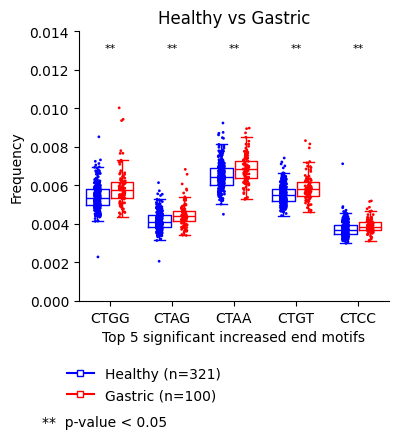 Healthy vs Gastric
0.014
** ** ** ** **
0.012
0.010
0.008
0.006
0.004
0.002
0.000
Frequency
CTGG CTAG CTAA CTGT CTCC
Top 5 significant increased end motifs
Healthy (n=321)
Gastric (n=100)
** p-value < 0.05